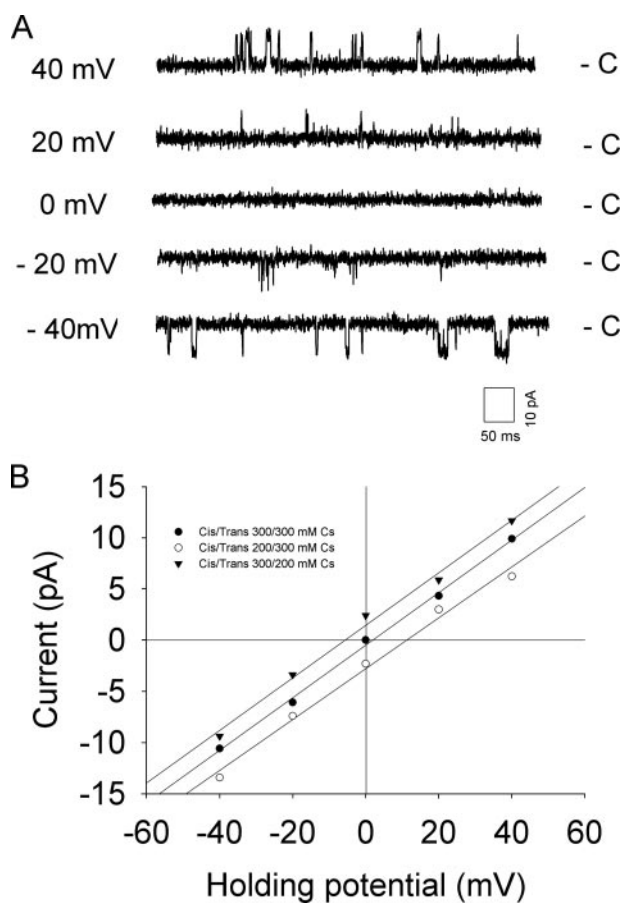 A
40 mV - C
20 mV - C
0 mV - C
- 20 mV - C
- 40mV - C
10 pA
50 ms
B
15
10
5
0
-5
-10
-15
Current (pA)
Cis/Trans 300/300 mM Cs
Cis/Trans 200/300 mM Cs
Cis/Trans 300/200 mM Cs
-60 -40 -20 0 20 40 60
Holding potential (mV)